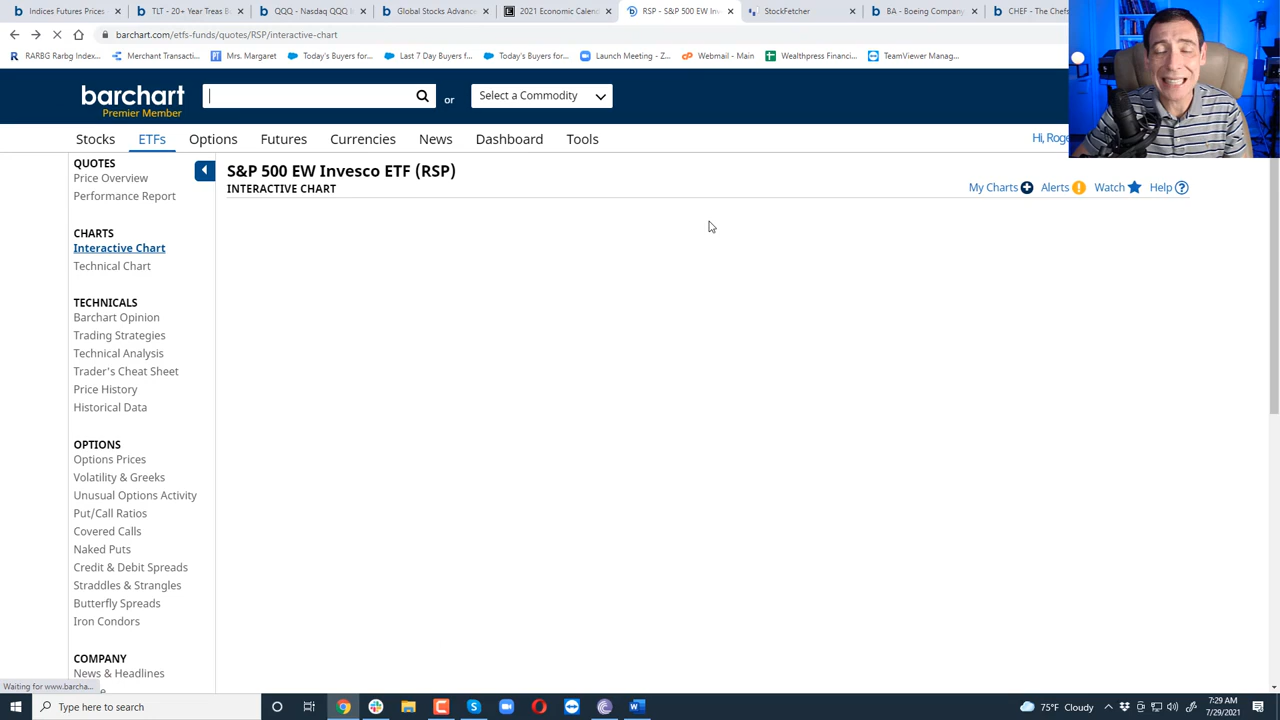 Indices Futures Prices
TLT - 20+ Year Treas B
QQQ - Nasdaq QQQ
Global Stock Markets
2021 Economic Calen
RSP - S&P 500 EW Inv
StockFetcher
BA - Boeing Company
CHEF - The Chefs
barchart.com/etfs-funds/quotes/RSP/interactive-chart
RARBG Rarbg Index...
Merchant Transacti...
Mrs. Margaret
Today's Buyers for...
Last 7 Day Buyers f...
Today's Buyers for...
Launch Meeting - Z...
Webmail - Main
Wealthpress Financi...
TeamViewer Manag...
barchart
Premier Member
or
Select a Commodity
Stocks
ETFs
Options
Futures
Currencies
News
Dashboard
Tools
Hi, Roge
QUOTES
Price Overview
Performance Report
CHARTS
Interactive Chart
Technical Chart
TECHNICALS
Barchart Opinion
Trading Strategies
Technical Analysis
Trader's Cheat Sheet
Price History
Historical Data
OPTIONS
Options Prices
Volatility & Greeks
Unusual Options Activity
Put/Call Ratios
Covered Calls
Naked Puts
Credit & Debit Spreads
Straddles & Strangles
Butterfly Spreads
Iron Condors
COMPANY
News & Headlines
S&P 500 EW Invesco ETF (RSP)
INTERACTIVE CHART
My Charts
Alerts
Watch
Help
Waiting for www.barcha...
Type here to search
75°F Cloudy
7:29 AM
7/29/2021